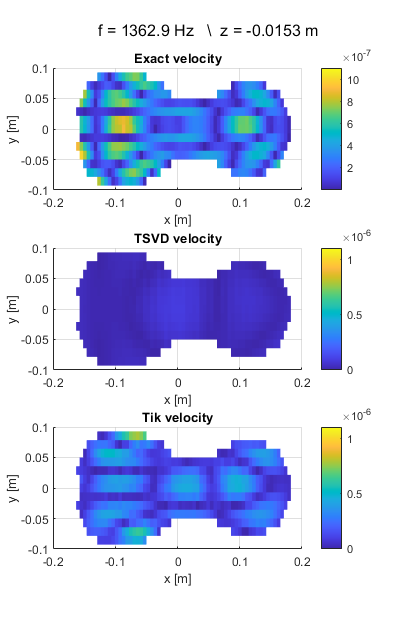 f = 1362.9 Hz \ z = -0.0153 m
Exact velocity
×10⁻⁷
0.1
0.05
0
-0.05
-0.1
y [m]
10
8
6
4
2
-0.2 -0.1 0 0.1 0.2
x [m]
TSVD velocity
×10⁻⁶
0.1
0.05
0
-0.05
-0.1
y [m]
1
0.5
0
-0.2 -0.1 0 0.1 0.2
x [m]
Tik velocity
×10⁻⁶
0.1
0.05
0
-0.05
-0.1
y [m]
1
0.5
0
-0.2 -0.1 0 0.1 0.2
x [m]